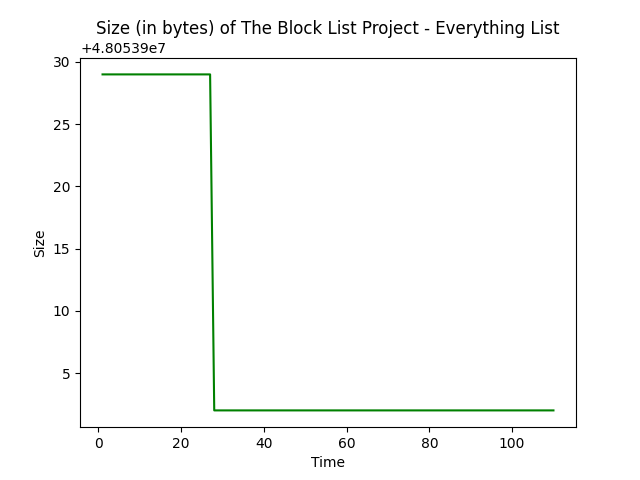 Size (in bytes) of The Block List Project - Everything List
+4.80539e7
30
25
20
15
10
5
Size
0 20 40 60 80 100
Time